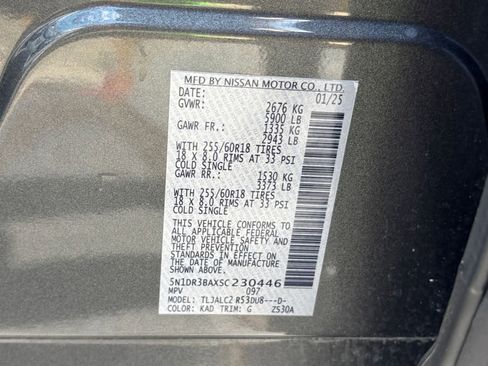 MFD BY NISSAN MOTOR CO., LTD.
DATE: 01/25
GVWR: 2676 KG
5900 LB
GAWR FR.: 1335 KG
2943 LB
WITH 255/60R18 TIRES
18 x 8.0 RIMS AT 33 PSI
COLD SINGLE
GAWR RR.: 1530 KG
3373 LB
WITH 255/60R18 TIRES
18 x 8.0 RIMS AT 33 PSI
COLD SINGLE
THIS VEHICLE CONFORMS TO
ALL APPLICABLE FEDERAL
MOTOR VEHICLE SAFETY AND
THEFT PREVENTION
STANDARDS IN EFFECT ON
THE DATE OF MANUFACTURE
SHOWN ABOVE.
5N1DR3BAXSC230446
MPV 097
MODEL: TLJALC2 R53DU8---D-
COLOR: KAD TRIM: G Z530A